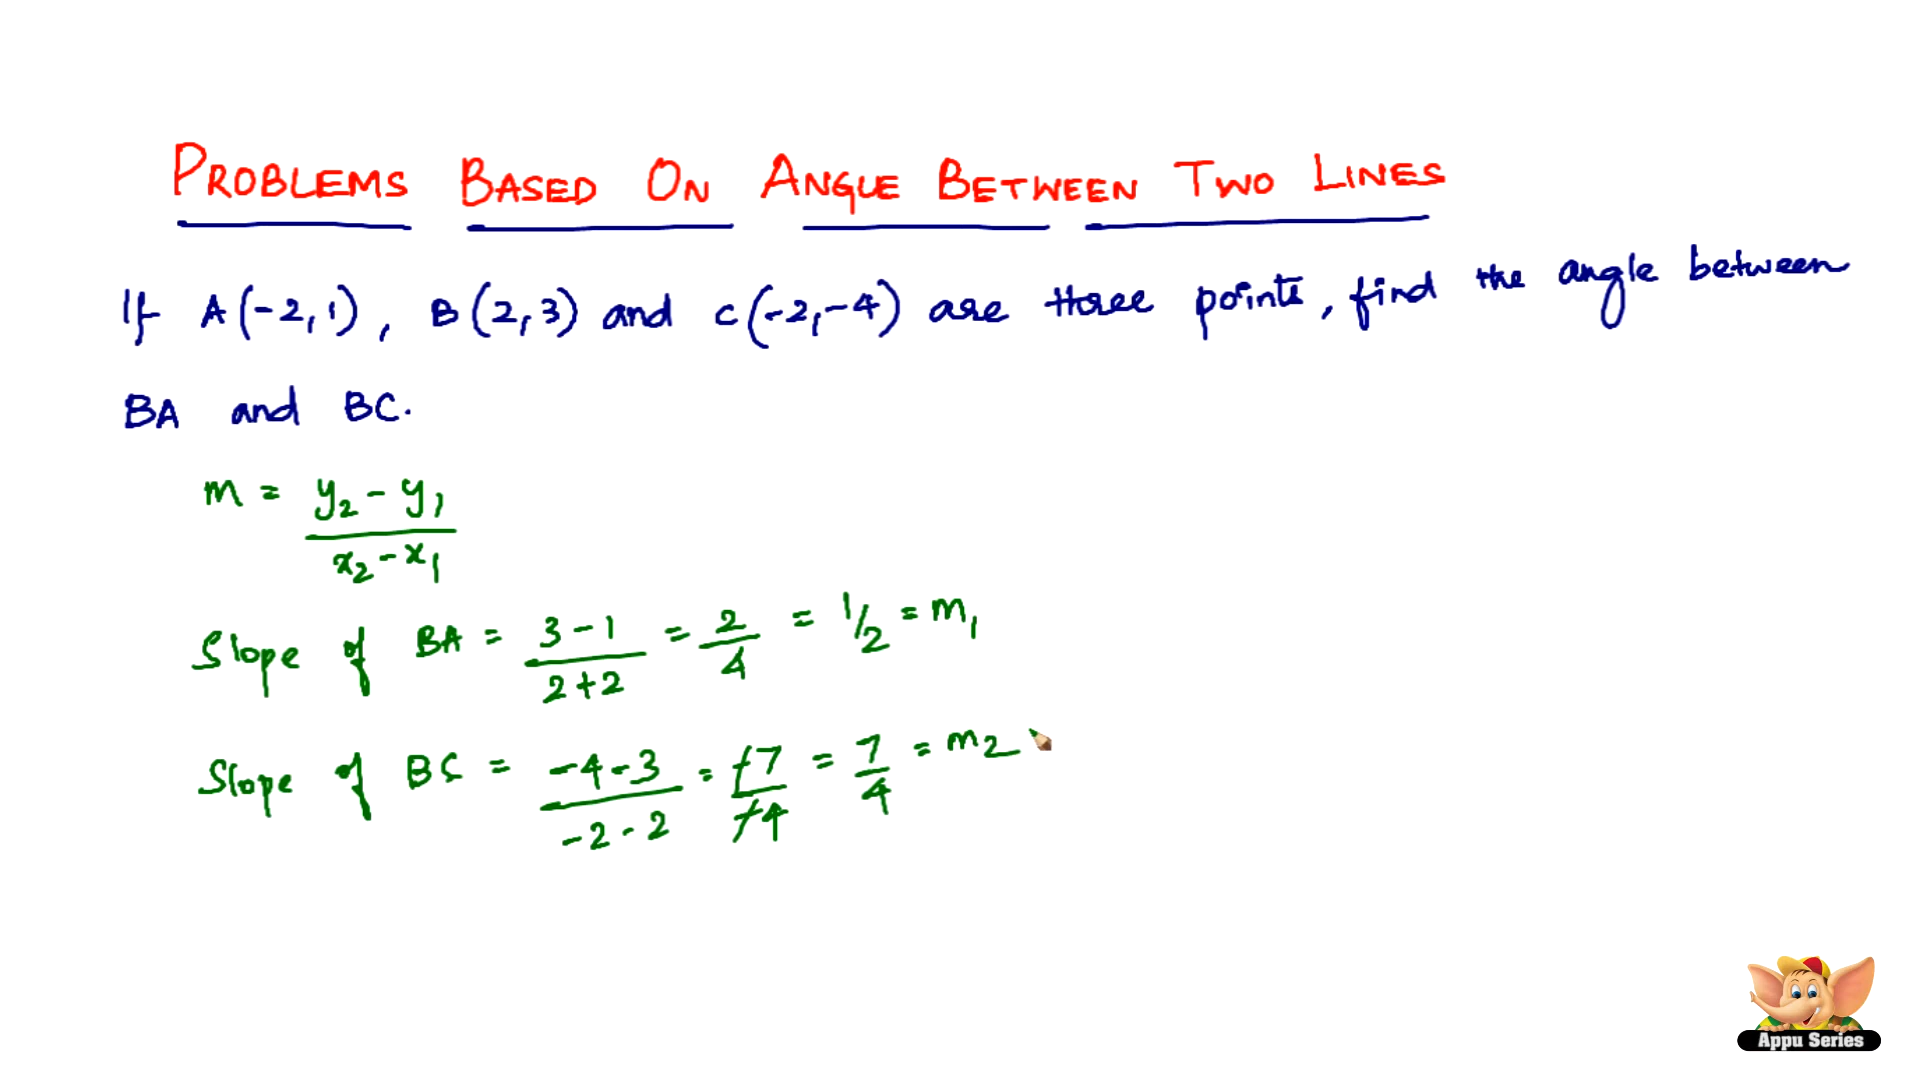 PROBLEMS BASED ON ANGLE BETWEEN TWO LINES
If A(-2,1), B(2,3) and C(-2,-4) are three points, find the angle between
BA and BC.
m = y₂ - y₁ / x₂ - x₁
Slope of BA = 3-1 / 2+2 = 2/4 = 1/2 = m₁
Slope of BC = -4-3 / -2-2 = -7/-4 = 7/4 = m₂
Appu Series